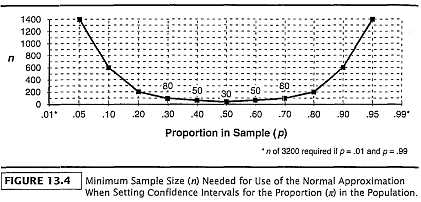 1400
1200
1000
n
800
600
400
200
0
80 50 30 50 80
.01* .05 .10 .20 .30 .40 .50 .60 .70 .80 .90 .95 .99*
Proportion in Sample (p)
* n of 3200 required if p = .01 and p = .99
FIGURE 13.4 Minimum Sample Size (n) Needed for Use of the Normal Approximation
When Setting Confidence Intervals for the Proportion (π) in the Population.